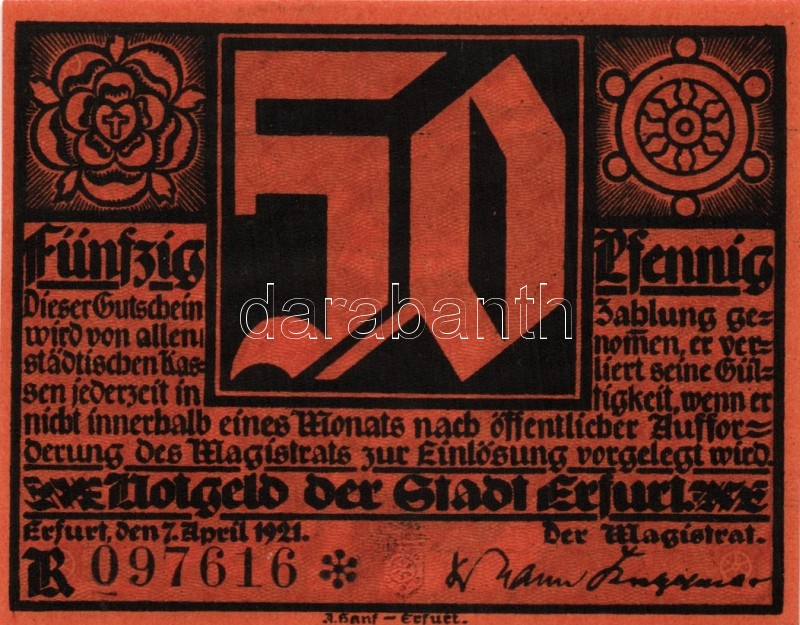 50
Fünfzig Pfennig
Dieser Gutschein
wird von allen
städtischen Kas-
sen jederzeit in
Zahlung ge-
nom̄en, er ver-
liert seine Gül-
tigkeit, wenn er
nicht innerhalb eines Monats nach öffentlicher Auffor-
derung des Magistrats zur Einlösung vorgelegt wird.
Notgeld der Stadt Erfurt.
Erfurt, den 7. April 1921. Der Magistrat.
R 097616 *
A. Hanf – Erfurt.
darabanth